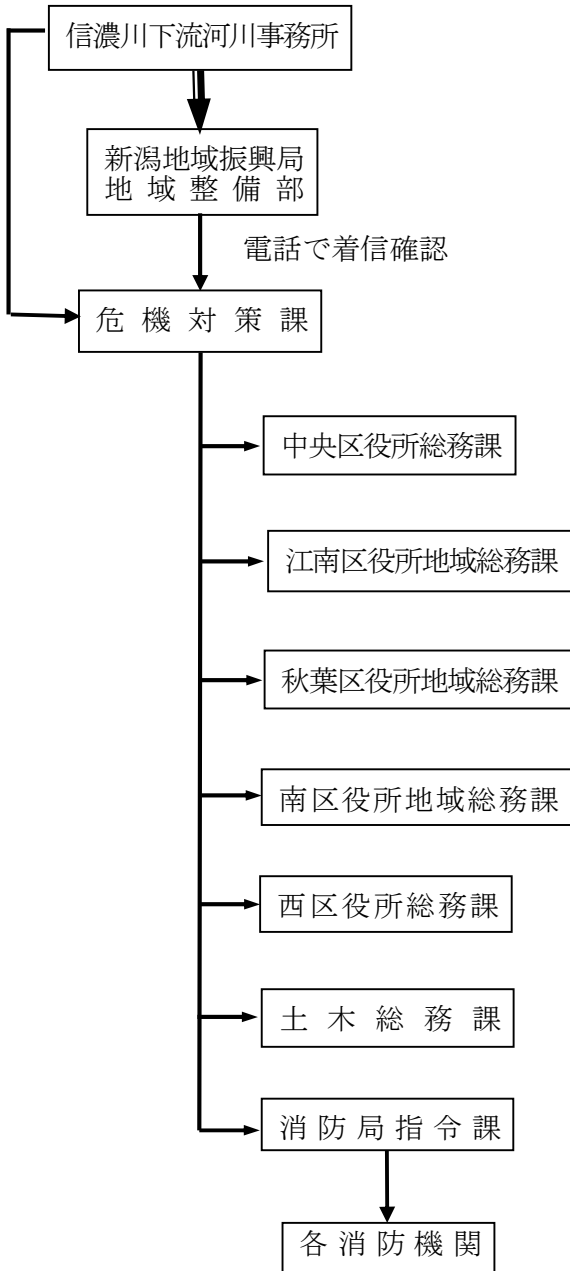 信濃川下流河川事務所
新潟地域振興局
地域整備部
電話で着信確認
危機対策課
中央区役所総務課
江南区役所地域総務課
秋葉区役所地域総務課
南区役所地域総務課
西区役所総務課
土木総務課
消防局指令課
各消防機関